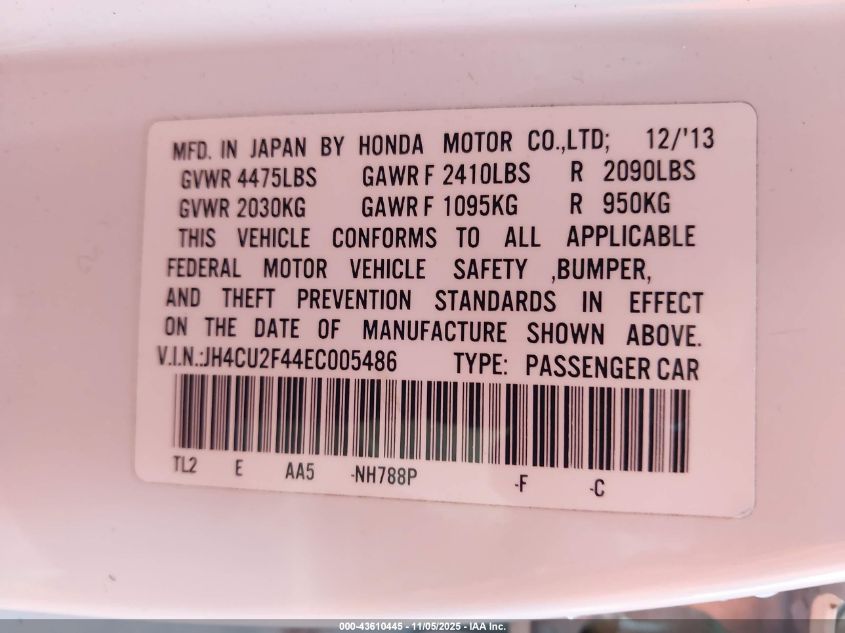 MFD. IN JAPAN BY HONDA MOTOR CO.,LTD; 12/'13
GVWR 4475LBS GAWR F 2410LBS R 2090LBS
GVWR 2030KG GAWR F 1095KG R 950KG
THIS VEHICLE CONFORMS TO ALL APPLICABLE
FEDERAL MOTOR VEHICLE SAFETY ,BUMPER,
AND THEFT PREVENTION STANDARDS IN EFFECT
ON THE DATE OF MANUFACTURE SHOWN ABOVE.
V.I.N.:JH4CU2F44EC005486 TYPE: PASSENGER CAR
TL2 E AA5 -NH788P -F -C
000-43610445 - 11/05/2025 - IAA Inc.